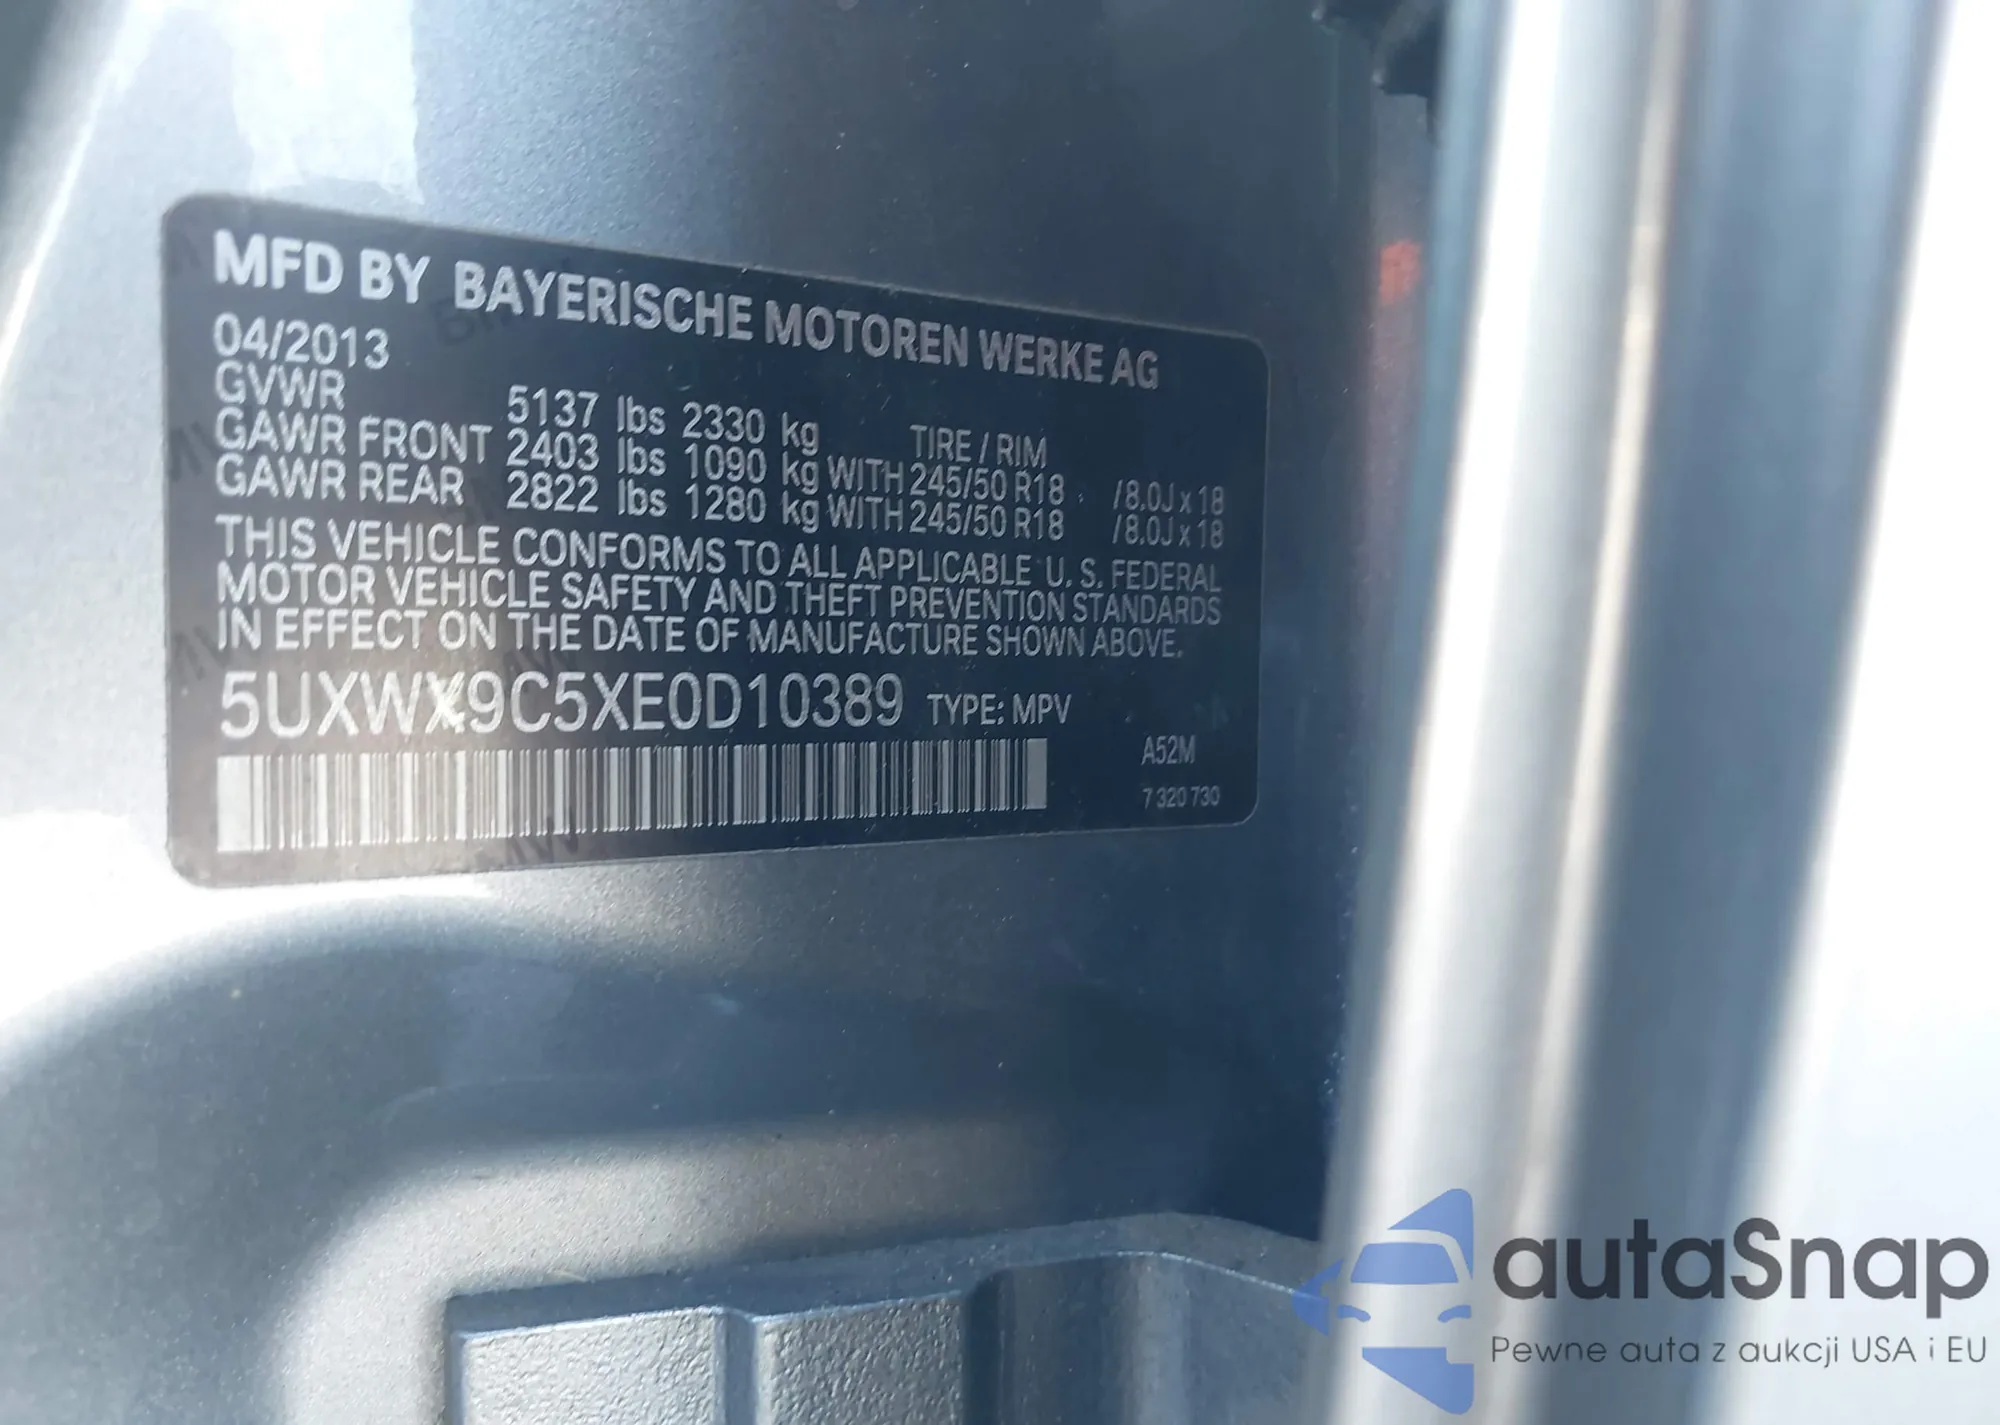 MFD BY BAYERISCHE MOTOREN WERKE AG
04/2013
GVWR 5137 lbs 2330 kg TIRE / RIM
GAWR FRONT 2403 lbs 1090 kg WITH 245/50 R18 /8.0J x 18
GAWR REAR 2822 lbs 1280 kg WITH 245/50 R18 /8.0J x 18
THIS VEHICLE CONFORMS TO ALL APPLICABLE U. S. FEDERAL
MOTOR VEHICLE SAFETY AND THEFT PREVENTION STANDARDS
IN EFFECT ON THE DATE OF MANUFACTURE SHOWN ABOVE.
5UXWX9C5XE0D10389 TYPE: MPV
A52M
7 320 730
autaSnap
Pewne auta z aukcji USA i EU